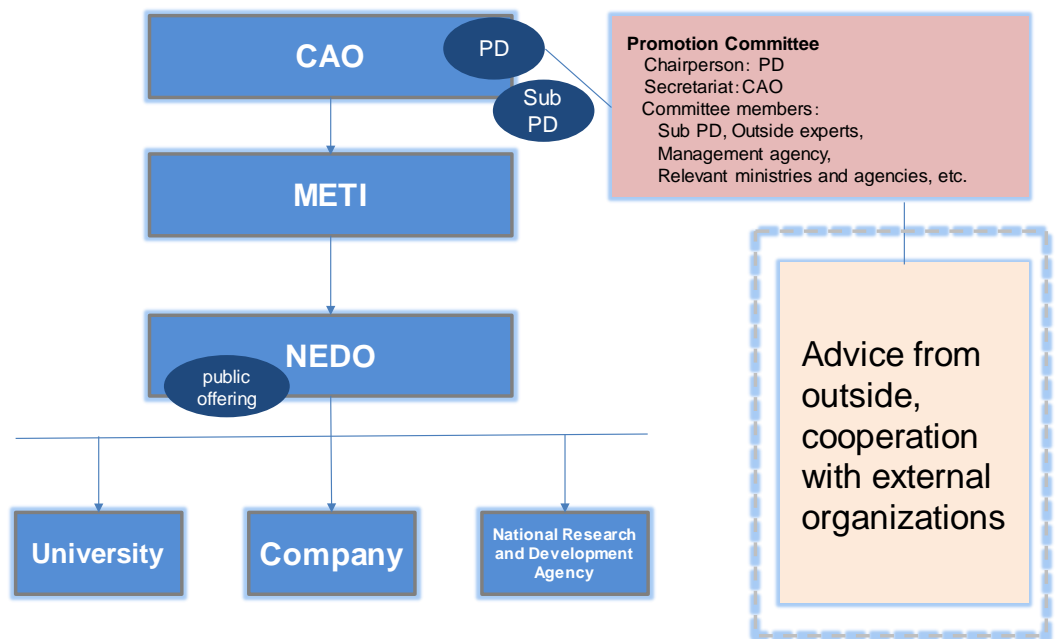 CAO
PD
Sub
PD
Promotion Committee
Chairperson: PD
Secretariat:CAO
Committee members:
Sub PD, Outside experts,
Management agency,
Relevant ministries and agencies, etc.
METI
NEDO
public
offering
Advice from
outside,
cooperation
with external
organizations
University
Company
National Research
and Development
Agency